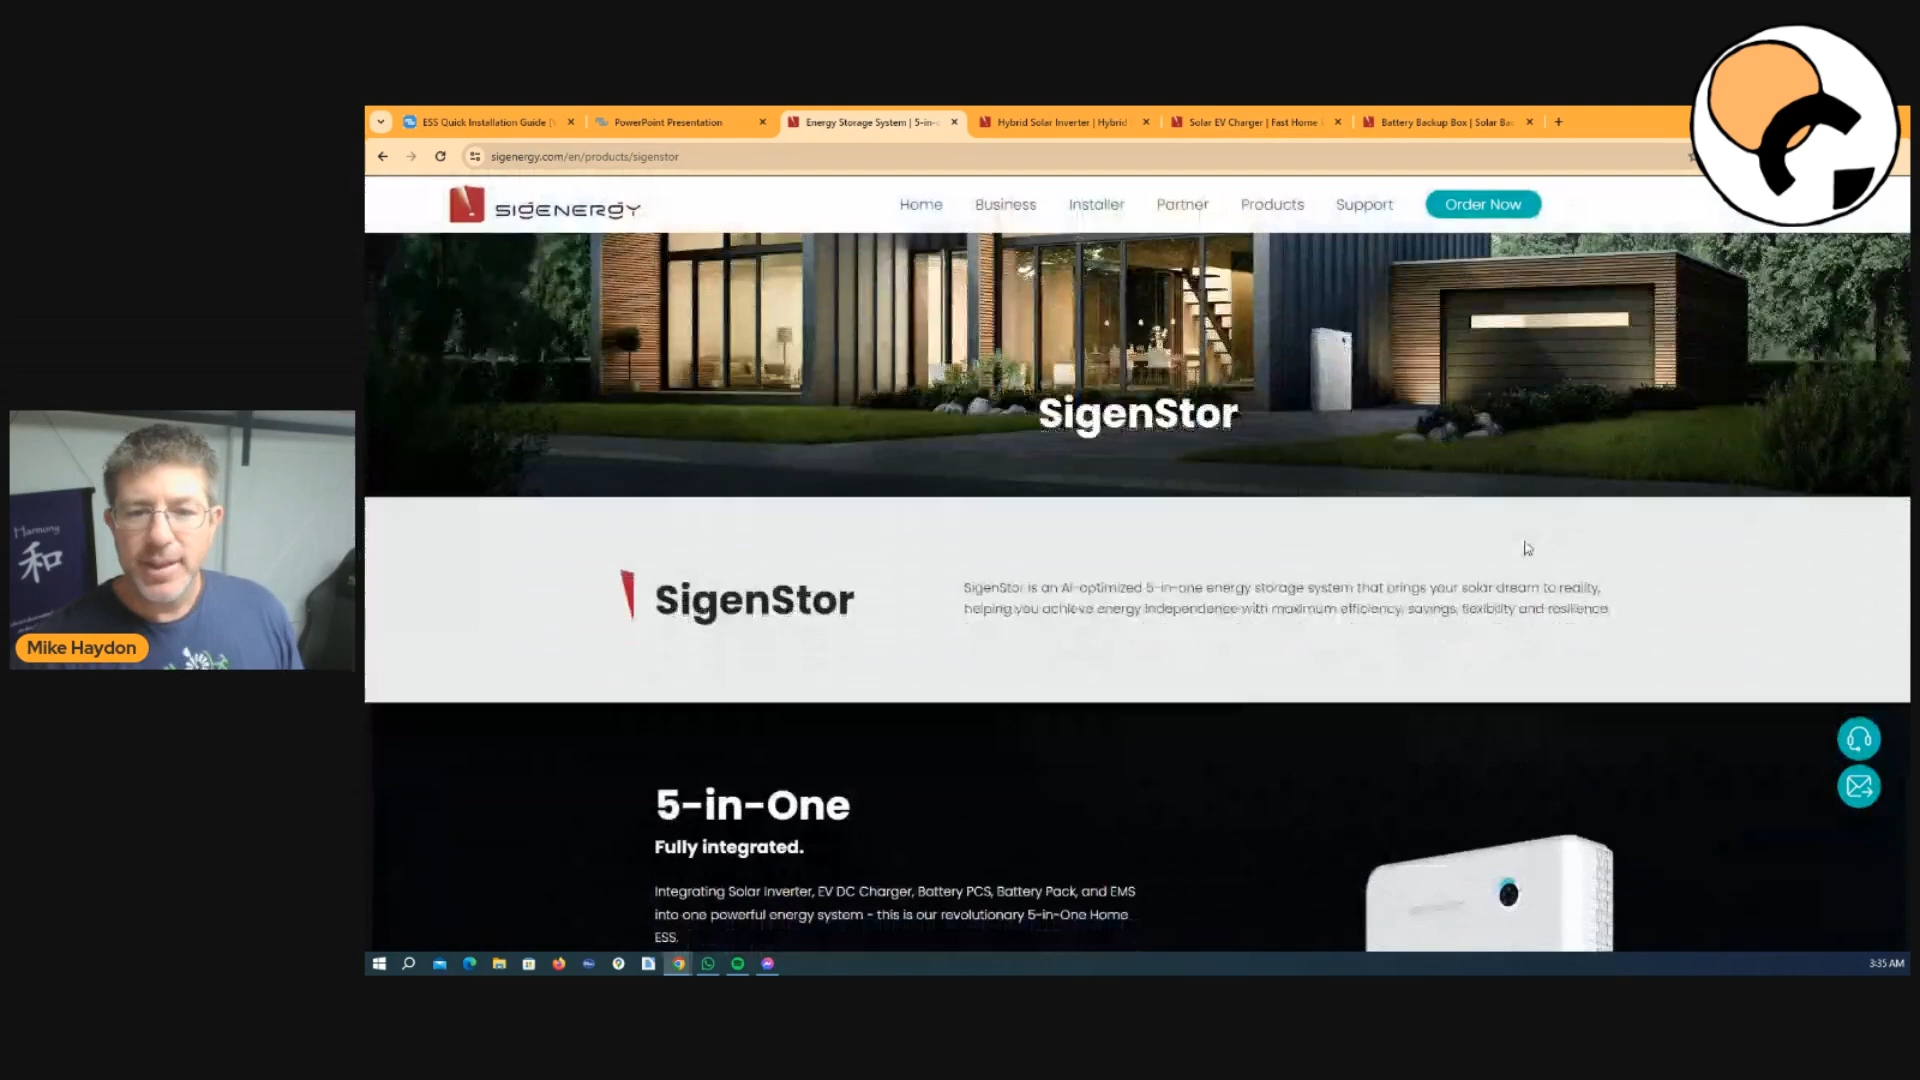 ESS Quick Installation Guide [
PowerPoint Presentation
Energy Storage System | 5-in-
Hybrid Solar Inverter | Hybrid
Solar EV Charger | Fast Home
Battery Backup Box | Solar Ba
sigenergy.com/en/products/sigenstor
SIGENERGY
Home
Business
Installer
Partner
Products
Support
Order Now
SigenStor
Harmony
和
Mike Haydon
SigenStor
SigenStor is an AI-optimized 5-in-one energy storage system that brings your solar dream to reality,
helping you achieve energy independence with maximum efficiency, savings, flexibility and resilience
5-in-One
Fully integrated.
Integrating Solar Inverter, EV DC Charger, Battery PCS, Battery Pack, and EMS
into one powerful energy system - this is our revolutionary 5-in-One Home
ESS.
3:35 AM